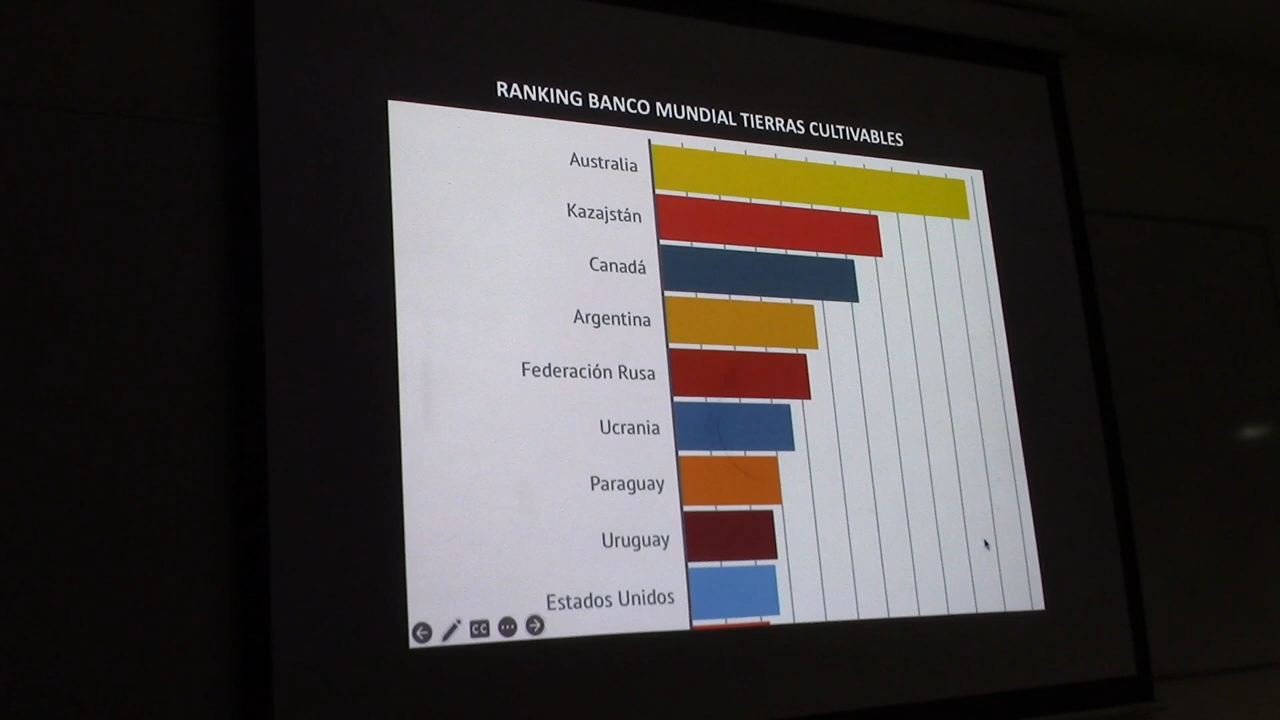 RANKING BANCO MUNDIAL TIERRAS CULTIVABLES
Australia
Kazajstán
Canadá
Argentina
Federación Rusa
Ucrania
Paraguay
Uruguay
Estados Unidos
CC